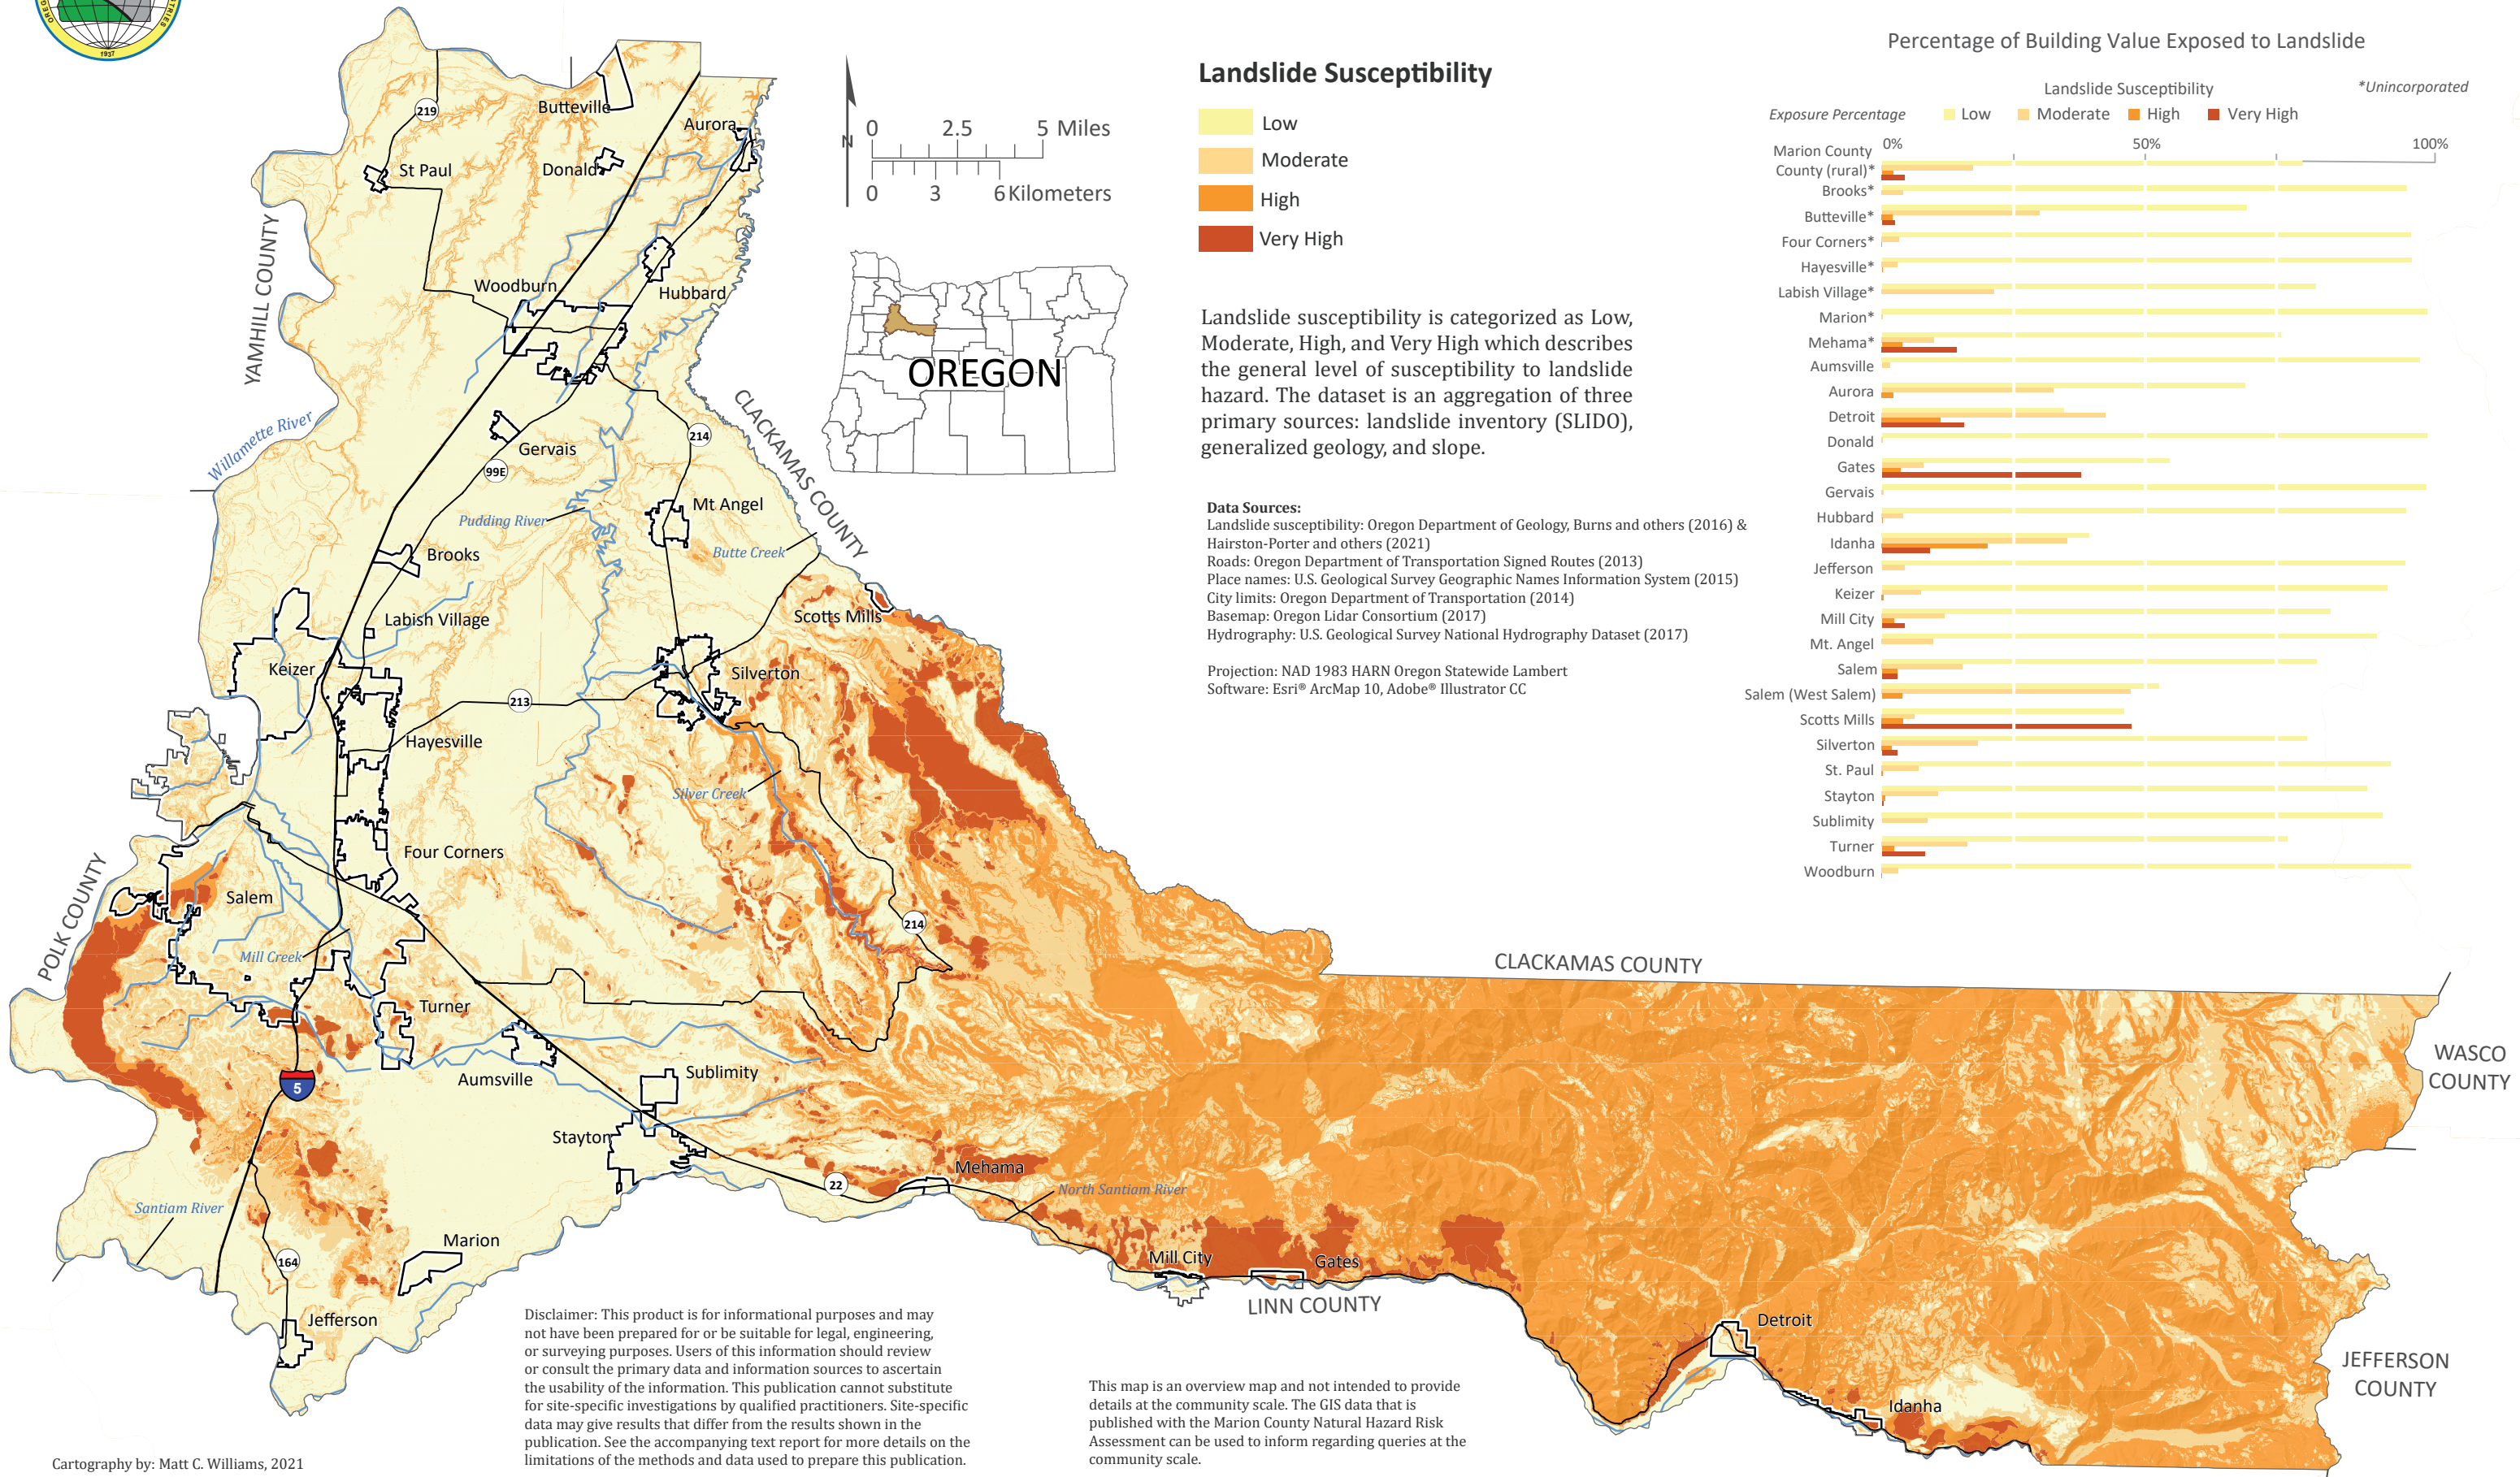 1937
Landslide Susceptibility
Low
Moderate
High
Very High
N
0 2.5 5 Miles
0 3 6 Kilometers
OREGON
Landslide susceptibility is categorized as Low,
Moderate, High, and Very High which describes
the general level of susceptibility to landslide
hazard. The dataset is an aggregation of three
primary sources: landslide inventory (SLIDO),
generalized geology, and slope.
Data Sources:
Landslide susceptibility: Oregon Department of Geology, Burns and others (2016) &
Hairston-Porter and others (2021)
Roads: Oregon Department of Transportation Signed Routes (2013)
Place names: U.S. Geological Survey Geographic Names Information System (2015)
City limits: Oregon Department of Transportation (2014)
Basemap: Oregon Lidar Consortium (2017)
Hydrography: U.S. Geological Survey National Hydrography Dataset (2017)
Projection: NAD 1983 HARN Oregon Statewide Lambert
Software: Esri® ArcMap 10, Adobe® Illustrator CC
Percentage of Building Value Exposed to Landslide
Landslide Susceptibility
*Unincorporated
Exposure Percentage
Low
Moderate
High
Very High
0% 50% 100%
Marion County
County (rural)*
Brooks*
Butteville*
Four Corners*
Hayesville*
Labish Village*
Marion*
Mehama*
Aumsville
Aurora
Detroit
Donald
Gates
Gervais
Hubbard
Idanha
Jefferson
Keizer
Mill City
Mt. Angel
Salem
Salem (West Salem)
Scotts Mills
Silverton
St. Paul
Stayton
Sublimity
Turner
Woodburn
Butteville
219
Aurora
St Paul
Donald
YAMHILL COUNTY
Woodburn
Hubbard
CLACKAMAS COUNTY
Willamette River
214
Gervais
99E
Mt Angel
Pudding River
Butte Creek
Brooks
Labish Village
Scotts Mills
Keizer
Silverton
213
Hayesville
Silver Creek
Four Corners
POLK COUNTY
Salem
214
Mill Creek
CLACKAMAS COUNTY
Turner
WASCO
COUNTY
5
Aumsville
Sublimity
Stayton
Mehama
22
North Santiam River
Santiam River
Marion
164
Mill City
Gates
LINN COUNTY
Jefferson
Detroit
JEFFERSON
COUNTY
Idanha
Disclaimer: This product is for informational purposes and may
not have been prepared for or be suitable for legal, engineering,
or surveying purposes. Users of this information should review
or consult the primary data and information sources to ascertain
the usability of the information. This publication cannot substitute
for site-specific investigations by qualified practitioners. Site-specific
data may give results that differ from the results shown in the
publication. See the accompanying text report for more details on the
limitations of the methods and data used to prepare this publication.
This map is an overview map and not intended to provide
details at the community scale. The GIS data that is
published with the Marion County Natural Hazard Risk
Assessment can be used to inform regarding queries at the
community scale.
Cartography by: Matt C. Williams, 2021